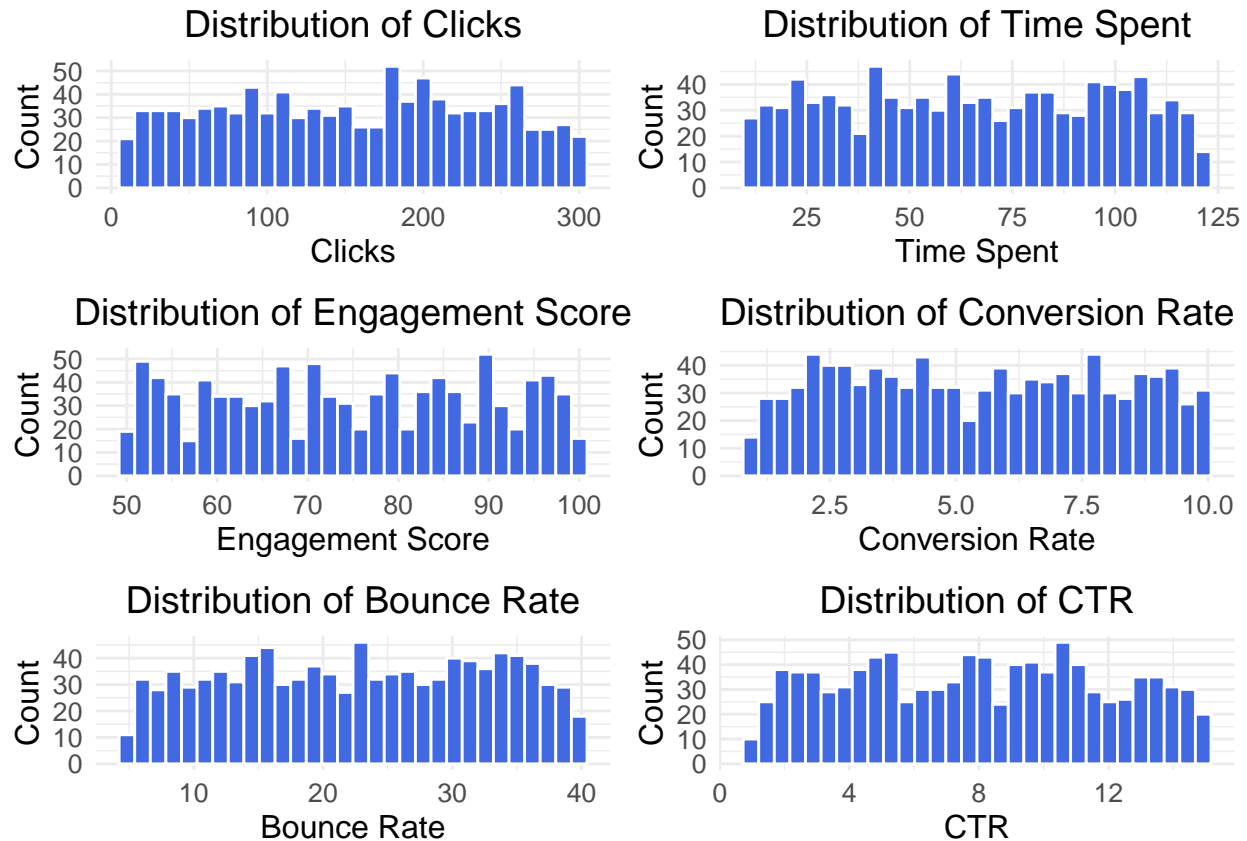 Distribution of Clicks
Count
50
40
30
20
10
0
0 100 200 300
Clicks
Distribution of Time Spent
Count
40
30
20
10
0
25 50 75 100 125
Time Spent
Distribution of Engagement Score
Count
50
40
30
20
10
0
50 60 70 80 90 100
Engagement Score
Distribution of Conversion Rate
Count
40
30
20
10
0
2.5 5.0 7.5 10.0
Conversion Rate
Distribution of Bounce Rate
Count
40
30
20
10
0
10 20 30 40
Bounce Rate
Distribution of CTR
Count
50
40
30
20
10
0
0 4 8 12
CTR